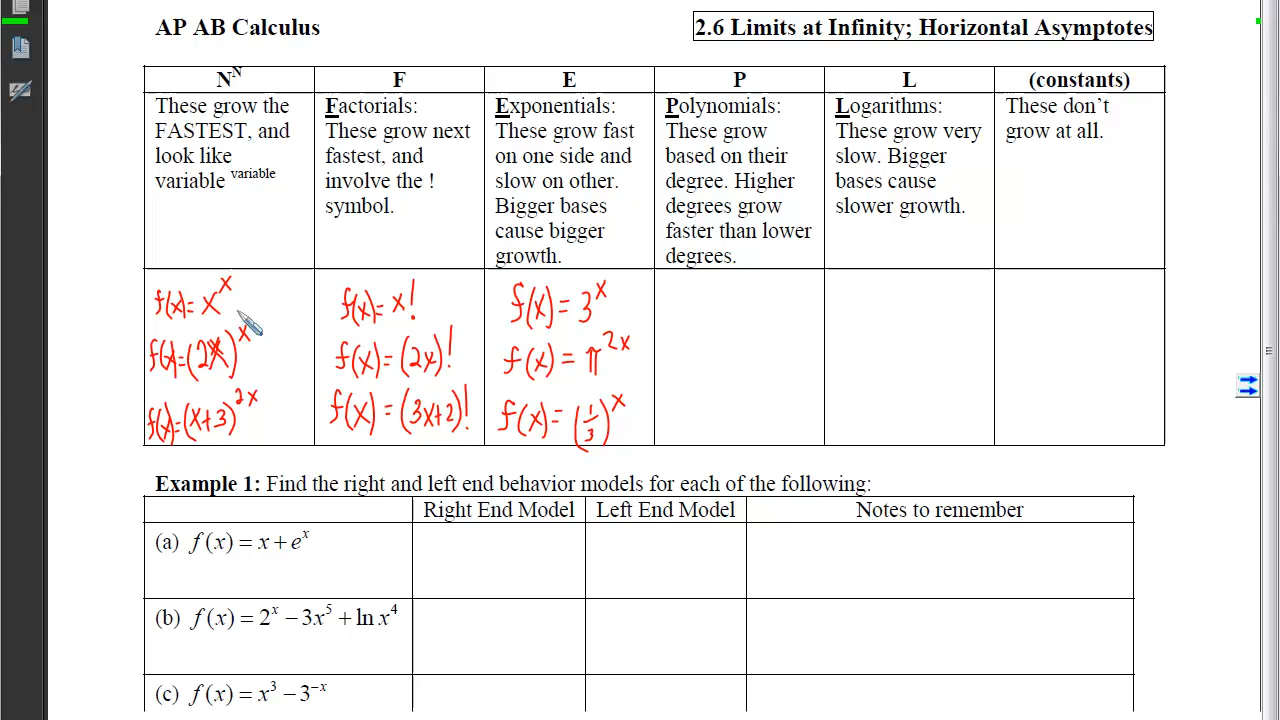 AP AB Calculus
2.6 Limits at Infinity; Horizontal Asymptotes
N^N
F
E
P
L
(constants)
These grow the
FASTEST, and
look like
variable ^variable
Factorials:
These grow next
fastest, and
involve the !
symbol.
Exponentials:
These grow fast
on one side and
slow on other.
Bigger bases
cause bigger
growth.
Polynomials:
These grow
based on their
degree. Higher
degrees grow
faster than lower
degrees.
Logarithms:
These grow very
slow. Bigger
bases cause
slower growth.
These don't
grow at all.
f(x)= x^x
f(x)=(2x)^x
f(x)=(x+3)^2x
f(x)= x!
f(x)=(2x)!
f(x)=(3x+2)!
f(x)= 3^x
f(x)= π^2x
f(x)=(1/3)^x
Example 1: Find the right and left end behavior models for each of the following:
Right End Model
Left End Model
Notes to remember
(a) f(x) = x + e^x
(b) f(x) = 2^x − 3x^5 + ln x^4
(c) f(x) = x^3 − 3^−x